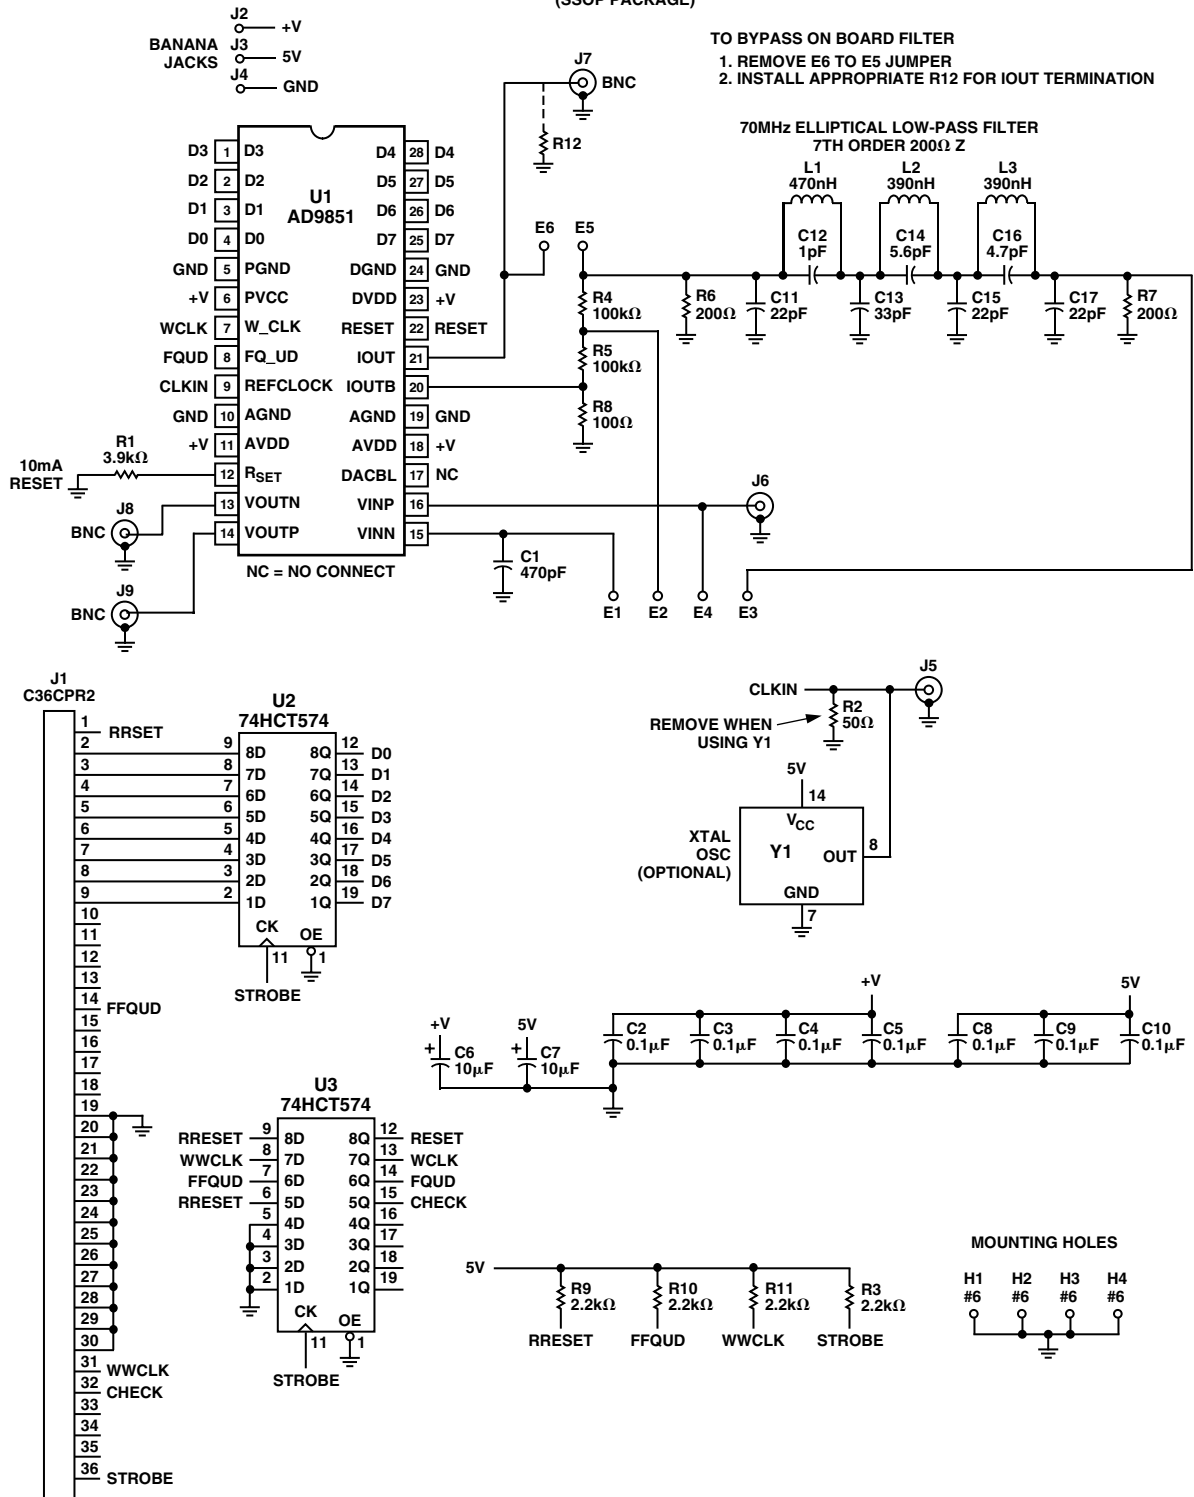 (SSOP PACKAGE)
J2
+V
BANANA
JACKS
J3
5V
J4
GND
TO BYPASS ON BOARD FILTER
1. REMOVE E6 TO E5 JUMPER
2. INSTALL APPROPRIATE R12 FOR IOUT TERMINATION
J7
BNC
R12
70MHz ELLIPTICAL LOW-PASS FILTER
7TH ORDER 200Ω Z
L1
470nH
L2
390nH
L3
390nH
C12
1pF
C14
5.6pF
C16
4.7pF
U1
AD9851
D3 1 D3
D2 2 D2
D1 3 D1
D0 4 D0
GND 5 PGND
+V 6 PVCC
WCLK 7 W_CLK
FQUD 8 FQ_UD
CLKIN 9 REFCLOCK
GND 10 AGND
+V 11 AVDD
12 RSET
13 VOUTN
14 VOUTP
D4 28 D4
D5 27 D5
D6 26 D6
D7 25 D7
DGND 24 GND
DVDD 23 +V
RESET 22 RESET
IOUT 21
IOUTB 20
AGND 19 GND
AVDD 18 +V
DACBL 17 NC
VINP 16
VINN 15
NC = NO CONNECT
R1
3.9kΩ
10mA
RESET
J8
BNC
J9
BNC
E6
E5
R4
100kΩ
R5
100kΩ
R8
100Ω
R6
200Ω
C11
22pF
C13
33pF
C15
22pF
C17
22pF
R7
200Ω
J6
C1
470pF
E1
E2
E4
E3
J1
C36CPR2
1
RRSET
2
3
4
5
6
7
8
9
10
11
12
13
14
FFQUD
15
16
17
18
19
20
21
22
23
24
25
26
27
28
29
30
31
WWCLK
32
CHECK
33
34
35
36
STROBE
U2
74HCT574
9 8D 8Q 12 D0
8 7D 7Q 13 D1
7 6D 6Q 14 D2
6 5D 5Q 15 D3
5 4D 4Q 16 D4
4 3D 3Q 17 D5
3 2D 2Q 18 D6
2 1D 1Q 19 D7
CK OE
11 1
STROBE
CLKIN
J5
R2
50Ω
REMOVE WHEN
USING Y1
5V
14
VCC
XTAL
OSC
(OPTIONAL)
Y1
OUT
8
GND
7
+V
C6
10µF
5V
C7
10µF
+V
5V
C2
0.1µF
C3
0.1µF
C4
0.1µF
C5
0.1µF
C8
0.1µF
C9
0.1µF
C10
0.1µF
U3
74HCT574
RRESET 9 8D 8Q 12 RESET
WWCLK 8 7D 7Q 13 WCLK
FFQUD 7 6D 6Q 14 FQUD
RRESET 6 5D 5Q 15 CHECK
5 4D 4Q 16
4 3D 3Q 17
3 2D 2Q 18
2 1D 1Q 19
CK OE
11 1
STROBE
5V
R9
2.2kΩ
R10
2.2kΩ
R11
2.2kΩ
R3
2.2kΩ
RRESET
FFQUD
WWCLK
STROBE
MOUNTING HOLES
H1 H2 H3 H4
#6 #6 #6 #6